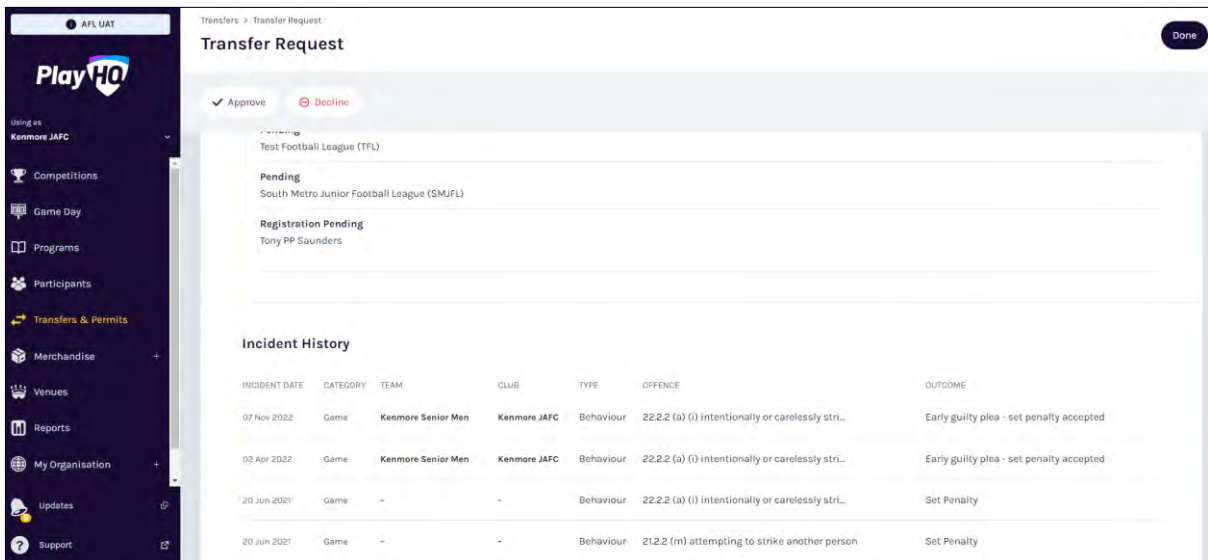 AFL UAT
PlayHQ
Using as
Kenmore JAFC
Competitions
Game Day
Programs
Participants
Transfers & Permits
Merchandise +
Venues
Reports
My Organisation +
Updates
0
Support
Transfers > Transfer Request
Transfer Request
Done
Approve Decline
Pending
Test Football League (TFL)
Pending
South Metro Junior Football League (SMJFL)
Registration Pending
Tony PP Saunders
Incident History
INCIDENT DATE CATEGORY TEAM CLUB TYPE OFFENCE OUTCOME
07 Nov 2022 Game Kenmore Senior Men Kenmore JAFC Behaviour 22.2.2 (a) (i) intentionally or carelessly stri... Early guilty plea - set penalty accepted
02 Apr 2022 Game Kenmore Senior Men Kenmore JAFC Behaviour 22.2.2 (a) (i) intentionally or carelessly stri... Early guilty plea - set penalty accepted
20 Jun 2021 Game - - Behaviour 22.2.2 (a) (i) intentionally or carelessly stri... Set Penalty
20 Jun 2021 Game - - Behaviour 21.2.2 (m) attempting to strike another person Set Penalty